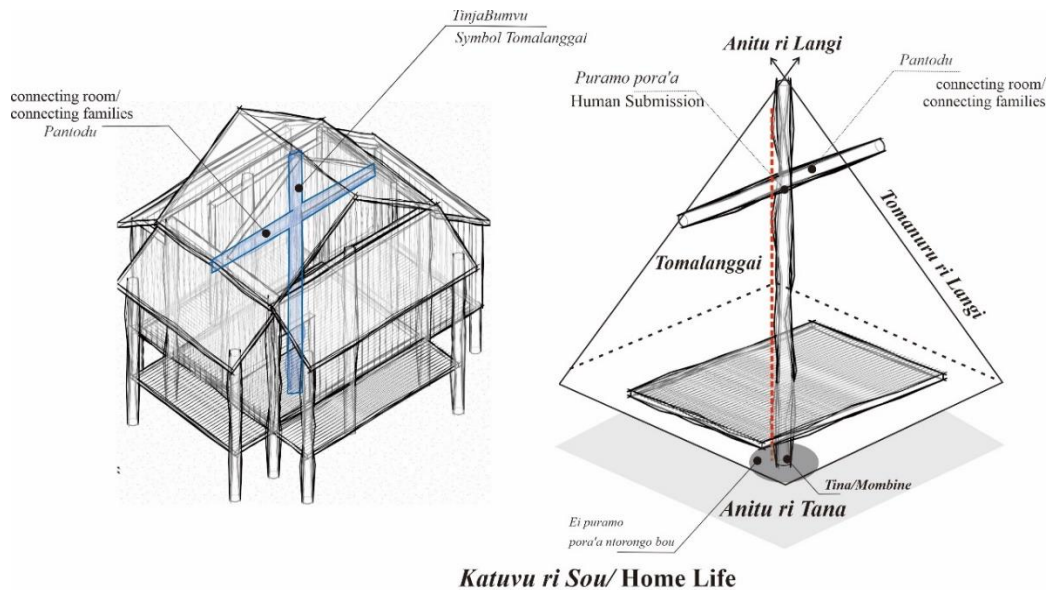 TinjaBumvu
Symbol Tomalanggai
connecting room/
connecting families
Pantodu
Anitu ri Langi
Puramo pora'a
Human Submission
Pantodu
connecting room/
connecting families
Tomalanggai
Tomanuru ri Langi
Tina/Mombine
Anitu ri Tana
Ei puramo
pora'a ntorongo bou
Katuvu ri Sou/ Home Life